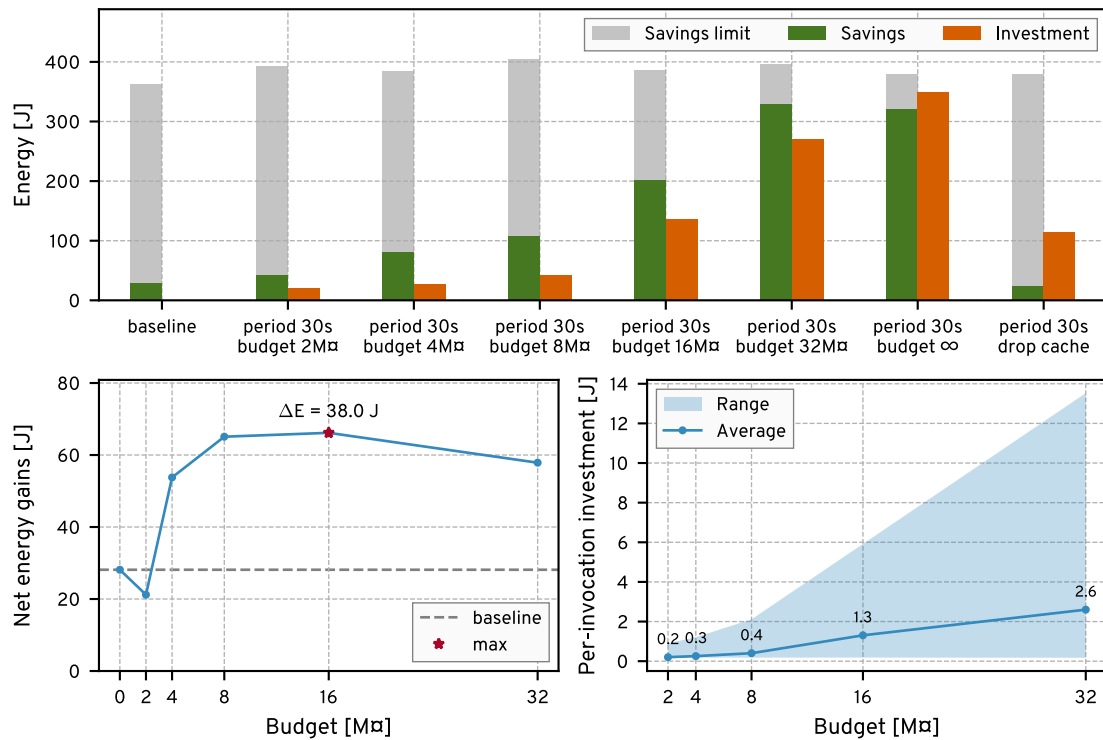 Savings limit Savings Investment
Energy [J]
400
300
200
100
0
baseline
period 30s
budget 2M¤
period 30s
budget 4M¤
period 30s
budget 8M¤
period 30s
budget 16M¤
period 30s
budget 32M¤
period 30s
budget ∞
period 30s
drop cache
Net energy gains [J]
80
60
40
20
0
ΔE = 38.0 J
baseline
max
0 2 4 8 16 32
Budget [M¤]
Per-invocation investment [J]
14
12
10
8
6
4
2
0
Range
Average
0.2 0.3 0.4 1.3 2.6
2 4 8 16 32
Budget [M¤]